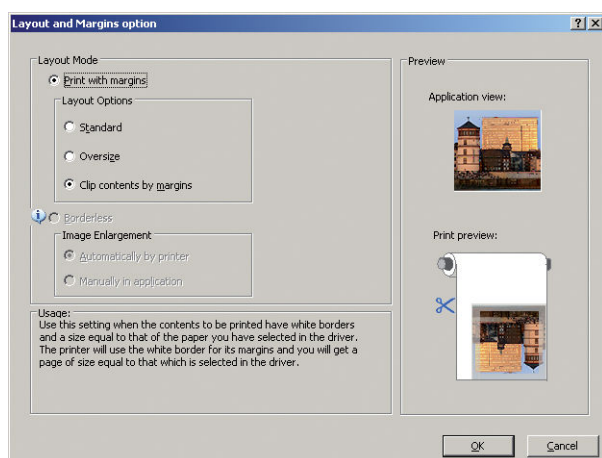 Layout and Margins option
Layout Mode
Print with margins
Layout Options
Standard
Oversize
Clip contents by margins
Borderless
Image Enlargement
Automatically by printer
Manually in application
Usage:
Use this setting when the contents to be printed have white borders
and a size equal to that of the paper you have selected in the driver.
The printer will use the white border for its margins and you will get a
page of size equal to that which is selected in the driver.
Preview
Application view:
Print preview:
OK
Cancel